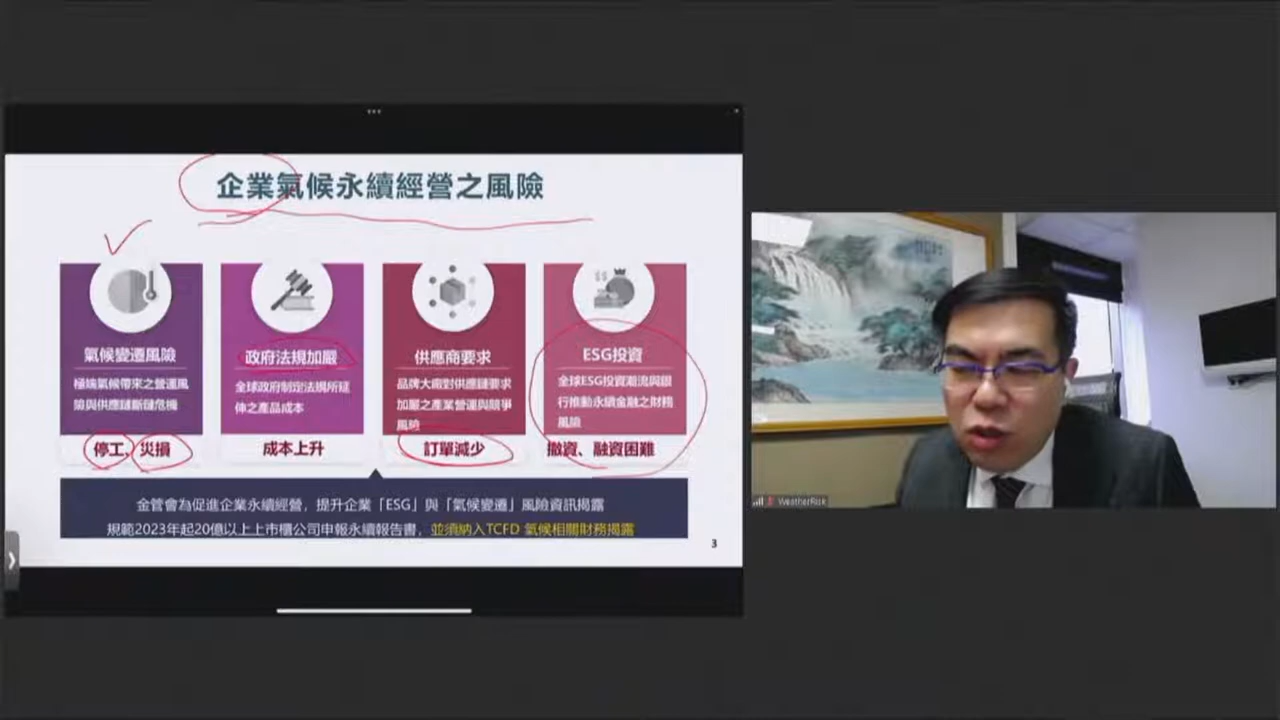 企業氣候永續經營之風險
氣候變遷風險
極端氣候帶來之營運風
險與供應鏈斷鏈危機
停工、災損
政府法規加嚴
全球政府制定法規所延
伸之產品成本
成本上升
供應商要求
品牌大廠對供應鏈要求
加嚴之產業營運與競爭
風險
訂單減少
ESG投資
全球ESG投資潮流與銀
行推動永續金融之財務
風險
撤資、融資困難
金管會為促進企業永續經營，提升企業「ESG」與「氣候變遷」風險資訊揭露
規範2023年起20億以上上市櫃公司申報永續報告書，並須納入TCFD 氣候相關財務揭露
3
WeatherRisk